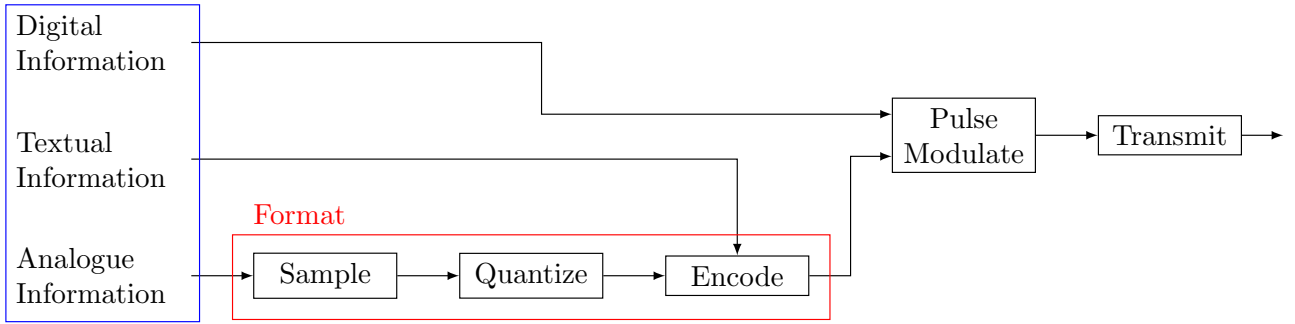 Digital
Information
Textual
Information
Analogue
Information
Format
Sample
Quantize
Encode
Pulse
Modulate
Transmit